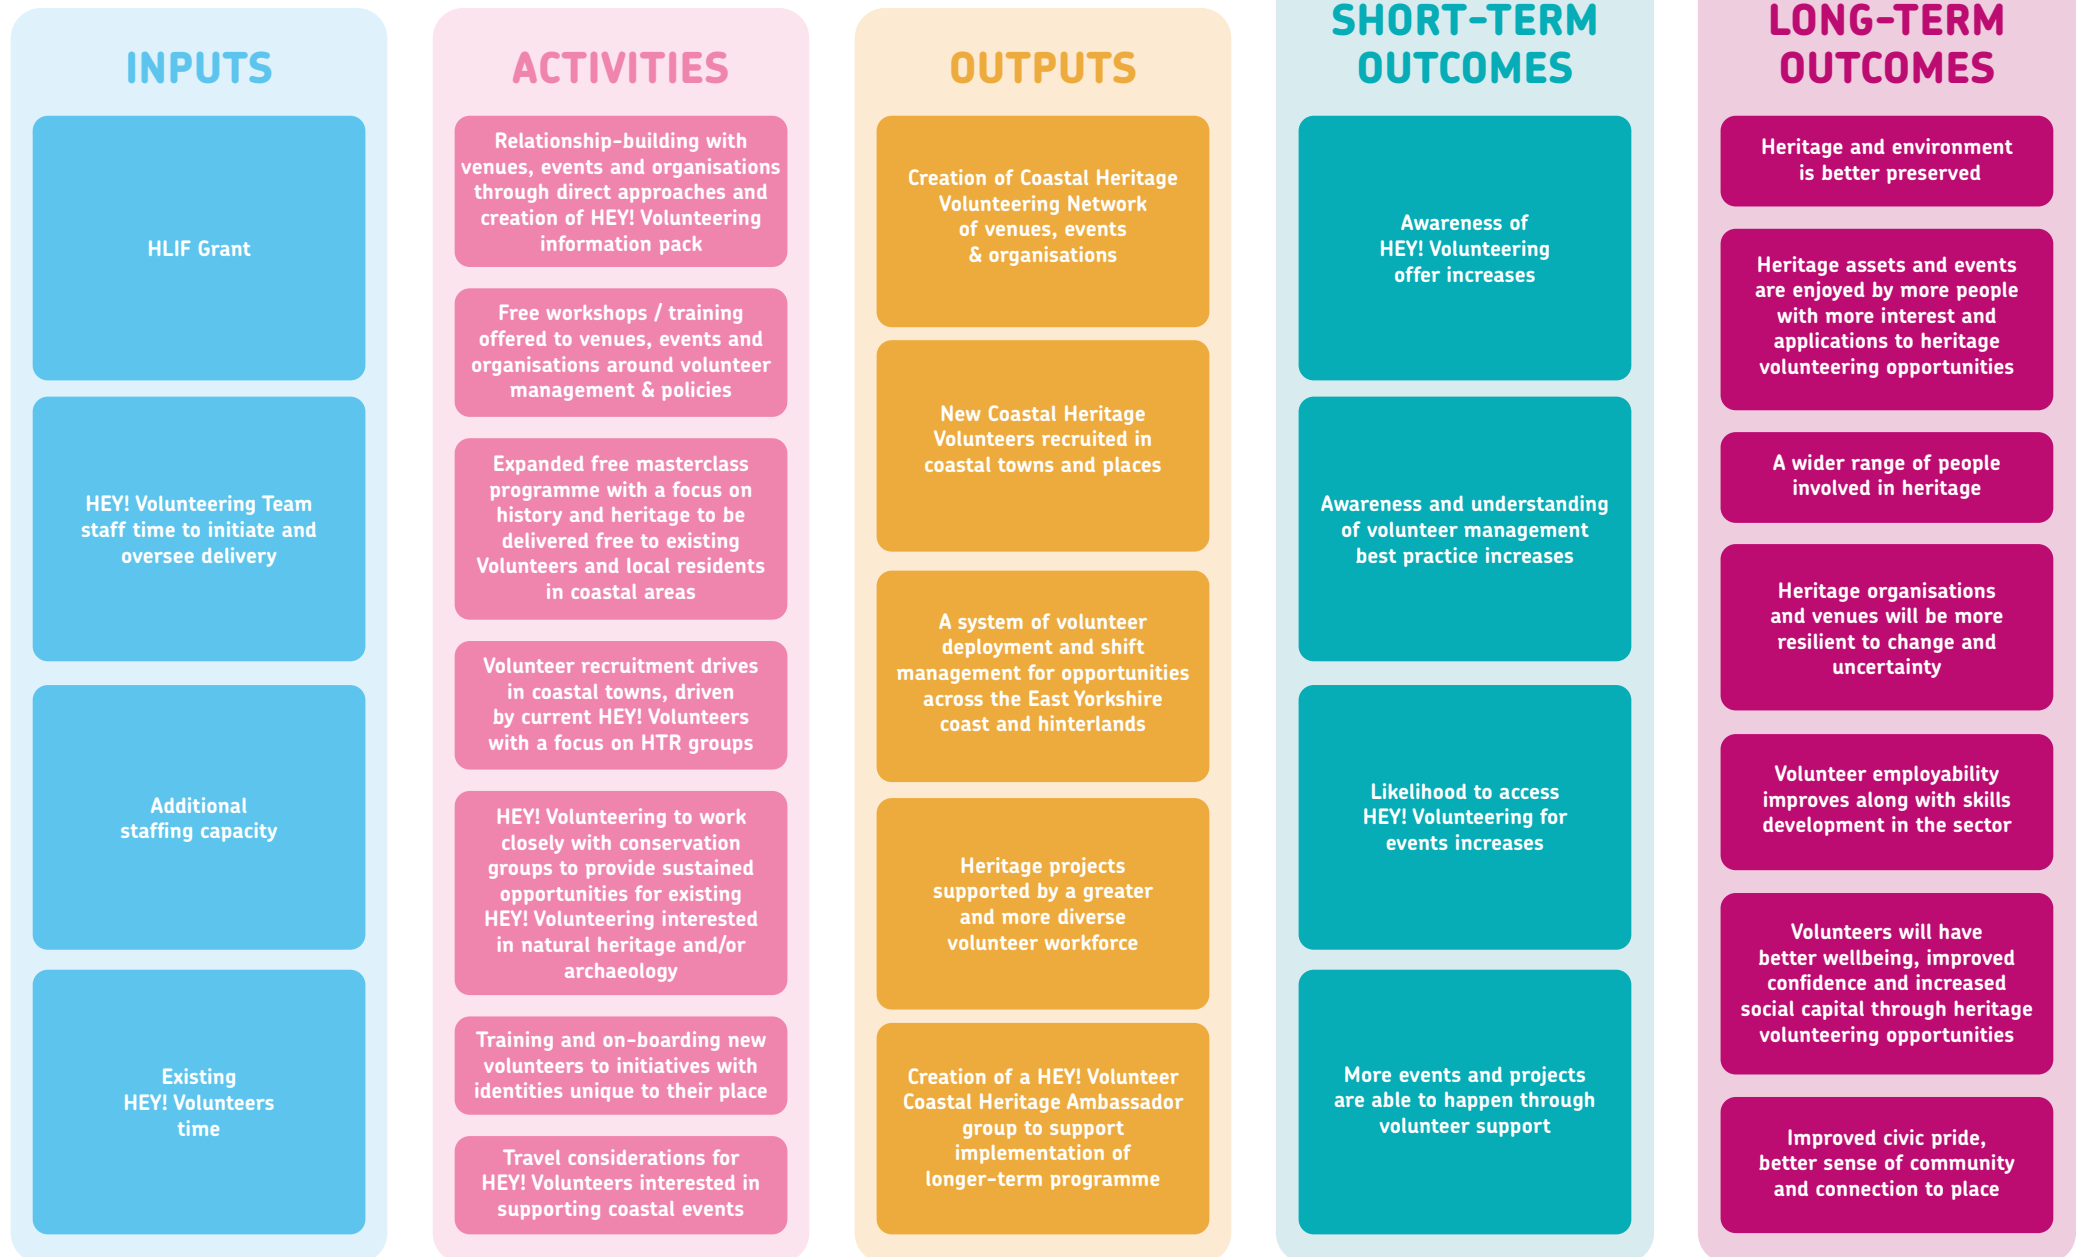 INPUTS
HLIF Grant
HEY! Volunteering Team
staff time to initiate and
oversee delivery
Additional
staffing capacity
Existing
HEY! Volunteers
time
ACTIVITIES
Relationship-building with
venues, events and organisations
through direct approaches and
creation of HEY! Volunteering
information pack
Free workshops / training
offered to venues, events and
organisations around volunteer
management & policies
Expanded free masterclass
programme with a focus on
history and heritage to be
delivered free to existing
Volunteers and local residents
in coastal areas
Volunteer recruitment drives
in coastal towns, driven
by current HEY! Volunteers
with a focus on HTR groups
HEY! Volunteering to work
closely with conservation
groups to provide sustained
opportunities for existing
HEY! Volunteering interested
in natural heritage and/or
archaeology
Training and on-boarding new
volunteers to initiatives with
identities unique to their place
Travel considerations for
HEY! Volunteers interested in
supporting coastal events
OUTPUTS
Creation of Coastal Heritage
Volunteering Network
of venues, events
& organisations
New Coastal Heritage
Volunteers recruited in
coastal towns and places
A system of volunteer
deployment and shift
management for opportunities
across the East Yorkshire
coast and hinterlands
Heritage projects
supported by a greater
and more diverse
volunteer workforce
Creation of a HEY! Volunteer
Coastal Heritage Ambassador
group to support
implementation of
longer-term programme
SHORT-TERM
OUTCOMES
Awareness of
HEY! Volunteering
offer increases
Awareness and understanding
of volunteer management
best practice increases
Likelihood to access
HEY! Volunteering for
events increases
More events and projects
are able to happen through
volunteer support
LONG-TERM
OUTCOMES
Heritage and environment
is better preserved
Heritage assets and events
are enjoyed by more people
with more interest and
applications to heritage
volunteering opportunities
A wider range of people
involved in heritage
Heritage organisations
and venues will be more
resilient to change and
uncertainty
Volunteer employability
improves along with skills
development in the sector
Volunteers will have
better wellbeing, improved
confidence and increased
social capital through heritage
volunteering opportunities
Improved civic pride,
better sense of community
and connection to place